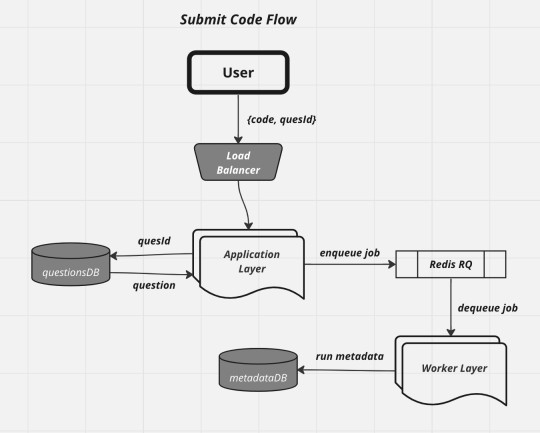 Submit Code Flow
User
{code, quesId}
Load
Balancer
quesId
Application
Layer
enqueue job
Redis RQ
questionsDB
question
dequeue job
run metadata
Worker Layer
metadataDB